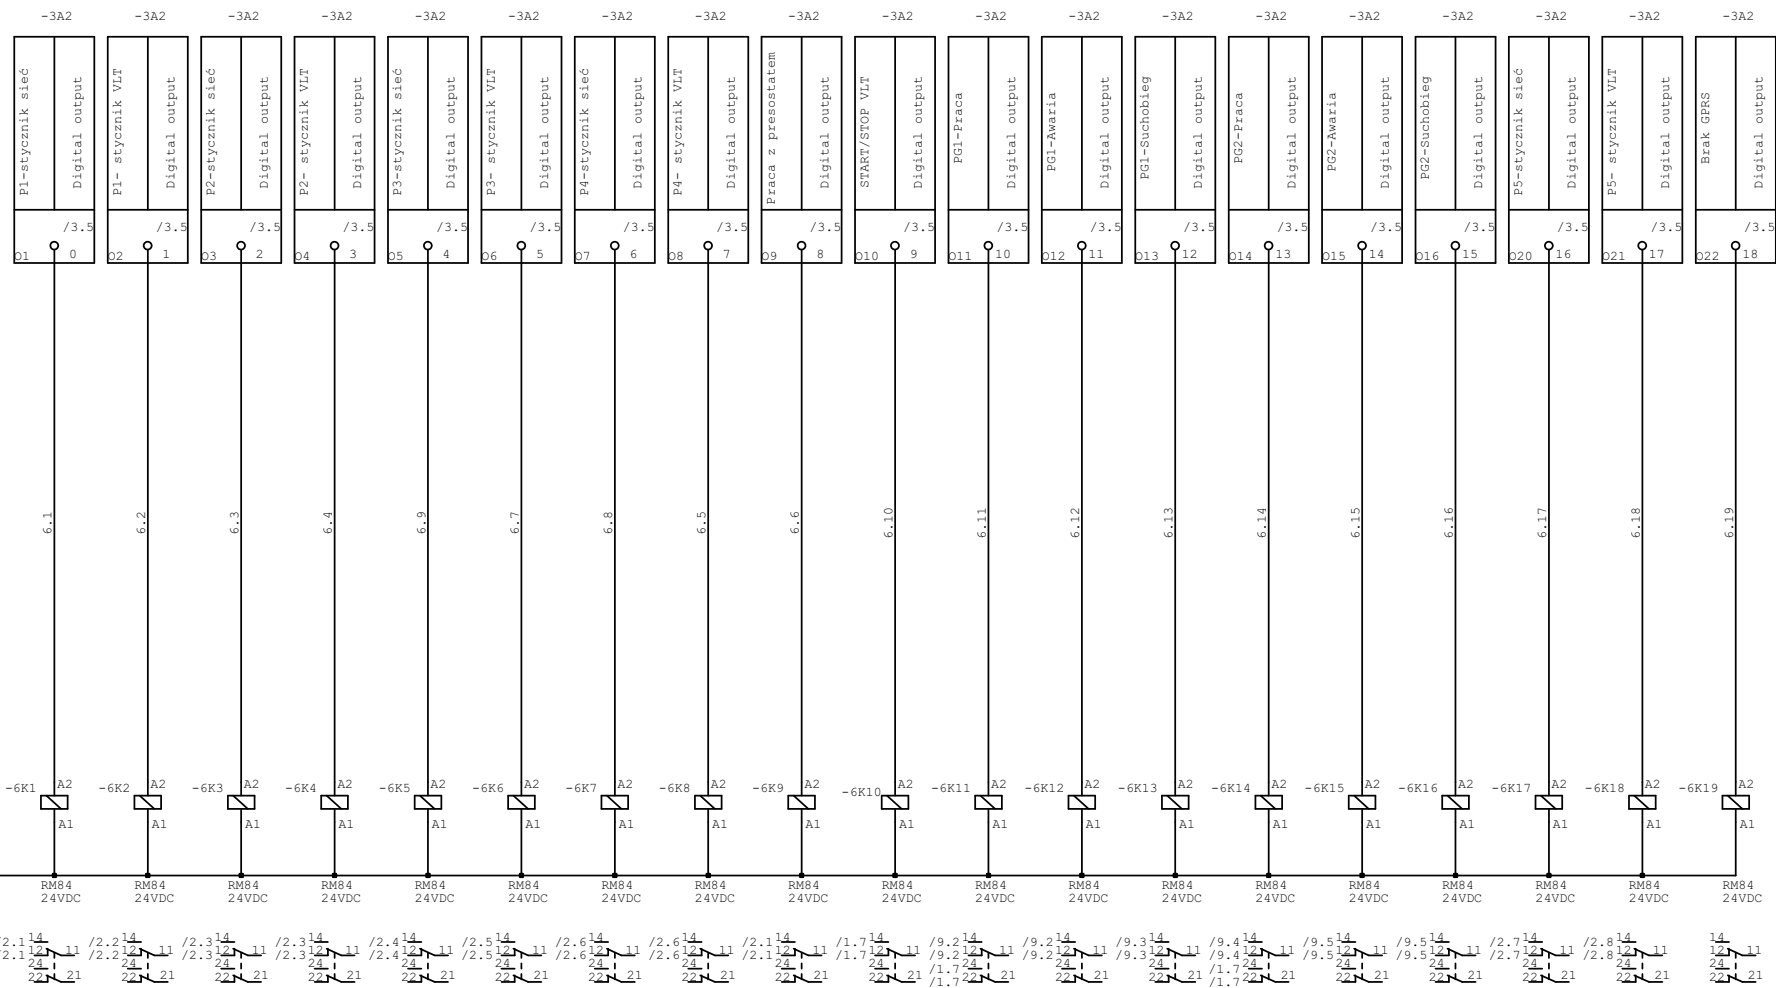 -3A2 -3A2 -3A2 -3A2 -3A2 -3A2 -3A2 -3A2 -3A2 -3A2 -3A2 -3A2 -3A2 -3A2 -3A2 -3A2 -3A2 -3A2 -3A2
P1-stycznik sieć
Digital output
P1- stycznik VLT
Digital output
P2-stycznik sieć
Digital output
P2- stycznik VLT
Digital output
P3-stycznik sieć
Digital output
P3- stycznik VLT
Digital output
P4-stycznik sieć
Digital output
P4- stycznik VLT
Digital output
Praca z presostatem
Digital output
START/STOP VLT
Digital output
PG1-Praca
Digital output
PG1-Awaria
Digital output
PG1-Suchobieg
Digital output
PG2-Praca
Digital output
PG2-Awaria
Digital output
PG2-Suchobieg
Digital output
P5-stycznik sieć
Digital output
P5- stycznik VLT
Digital output
Brak GPRS
Digital output
/3.5 /3.5 /3.5 /3.5 /3.5 /3.5 /3.5 /3.5 /3.5 /3.5 /3.5 /3.5 /3.5 /3.5 /3.5 /3.5 /3.5 /3.5 /3.5
O1 0 O2 1 O3 2 O4 3 O5 4 O6 5 O7 6 O8 7 O9 8 O10 9 O11 10 O12 11 O13 12 O14 13 O15 14 O16 15 O20 16 O21 17 O22 18
6.1 6.2 6.3 6.4 6.9 6.7 6.8 6.5 6.6 6.10 6.11 6.12 6.13 6.14 6.15 6.16 6.17 6.18 6.19
A2 A2 A2 A2 A2 A2 A2 A2 A2 A2 A2 A2 A2 A2 A2 A2 A2 A2 A2
-6K1 -6K2 -6K3 -6K4 -6K5 -6K6 -6K7 -6K8 -6K9 -6K10 -6K11 -6K12 -6K13 -6K14 -6K15 -6K16 -6K17 -6K18 -6K19
A1 A1 A1 A1 A1 A1 A1 A1 A1 A1 A1 A1 A1 A1 A1 A1 A1 A1 A1
RM84 RM84 RM84 RM84 RM84 RM84 RM84 RM84 RM84 RM84 RM84 RM84 RM84 RM84 RM84 RM84 RM84 RM84 RM84
24VDC 24VDC 24VDC 24VDC 24VDC 24VDC 24VDC 24VDC 24VDC 24VDC 24VDC 24VDC 24VDC 24VDC 24VDC 24VDC 24VDC 24VDC 24VDC
/2.1 14 /2.2 14 /2.3 14 /2.3 14 /2.4 14 /2.5 14 /2.6 14 /2.6 14 /2.1 14 /1.7 14 /9.2 14 /9.2 14 /9.3 14 /9.4 14 /9.5 14 /9.5 14 /2.7 14 /2.8 14 14
/2.1 12 11 /2.2 12 11 /2.3 12 11 /2.3 12 11 /2.4 12 11 /2.5 12 11 /2.6 12 11 /2.6 12 11 /2.1 12 11 /1.7 12 11 /9.2 12 11 /9.2 12 11 /9.3 12 11 /9.4 12 11 /9.5 12 11 /9.5 12 11 /2.7 12 11 /2.8 12 11 12 11
24 24 24 24 24 24 24 24 24 24 /1.7 24 24 24 /1.7 24 24 24 24 24 24
22 21 22 21 22 21 22 21 22 21 22 21 22 21 22 21 22 21 22 21 /1.7 22 21 22 21 22 21 /1.7 22 21 22 21 22 21 22 21 22 21 22 21